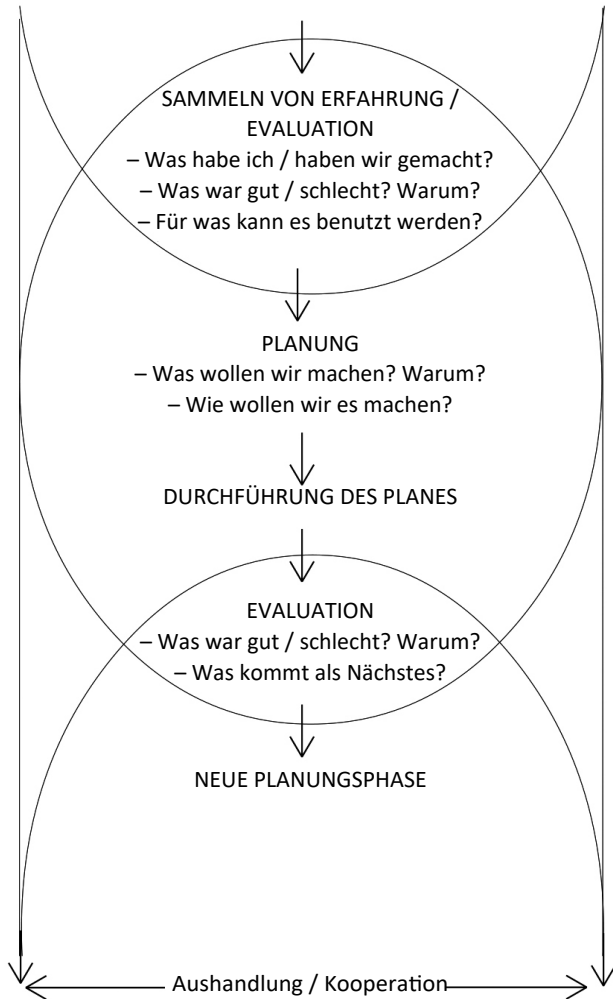 SAMMELN VON ERFAHRUNG /
EVALUATION
– Was habe ich / haben wir gemacht?
– Was war gut / schlecht? Warum?
– Für was kann es benutzt werden?
PLANUNG
– Was wollen wir machen? Warum?
– Wie wollen wir es machen?
DURCHFÜHRUNG DES PLANES
EVALUATION
– Was war gut / schlecht? Warum?
– Was kommt als Nächstes?
NEUE PLANUNGSPHASE
Aushandlung / Kooperation